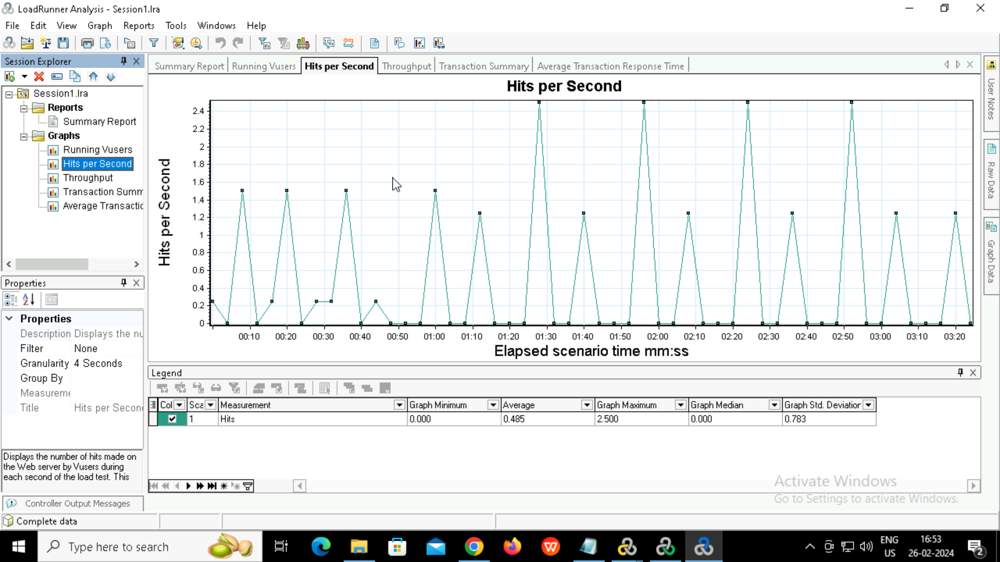 LoadRunner Analysis - Session1.lra
File Edit View Graph Reports Tools Windows Help
Session Explorer
Session1.lra
Reports
Summary Report
Graphs
Running Vusers
Hits per Second
Throughput
Transaction Summ
Average Transactic
Properties
Properties
Description Displays the nu
Filter None
Granularity 4 Seconds
Group By
Measureme
Title Hits per Secon
Displays the number of hits made on
the Web server by Vusers during
each second of the load test. This
Controller Output Messages
Complete data
Summary Report Running Vusers Hits per Second Throughput Transaction Summary Average Transaction Response Time
Hits per Second
Hits per Second
2.4
2.2
2
1.8
1.6
1.4
1.2
1
0.8
0.6
0.4
0.2
0
00:10 00:20 00:30 00:40 00:50 01:00 01:10 01:20 01:30 01:40 01:50 02:00 02:10 02:20 02:30 02:40 02:50 03:00 03:10 03:20
Elapsed scenario time mm:ss
Legend
Col Sca Measurement Graph Minimum Average Graph Maximum Graph Median Graph Std. Deviation
1 Hits 0.000 0.485 2.500 0.000 0.783
User Notes
Raw Data
Graph Data
Activate Windows
Go to Settings to activate Windows.
Type here to search
ENG
US
16:53
26-02-2024
2